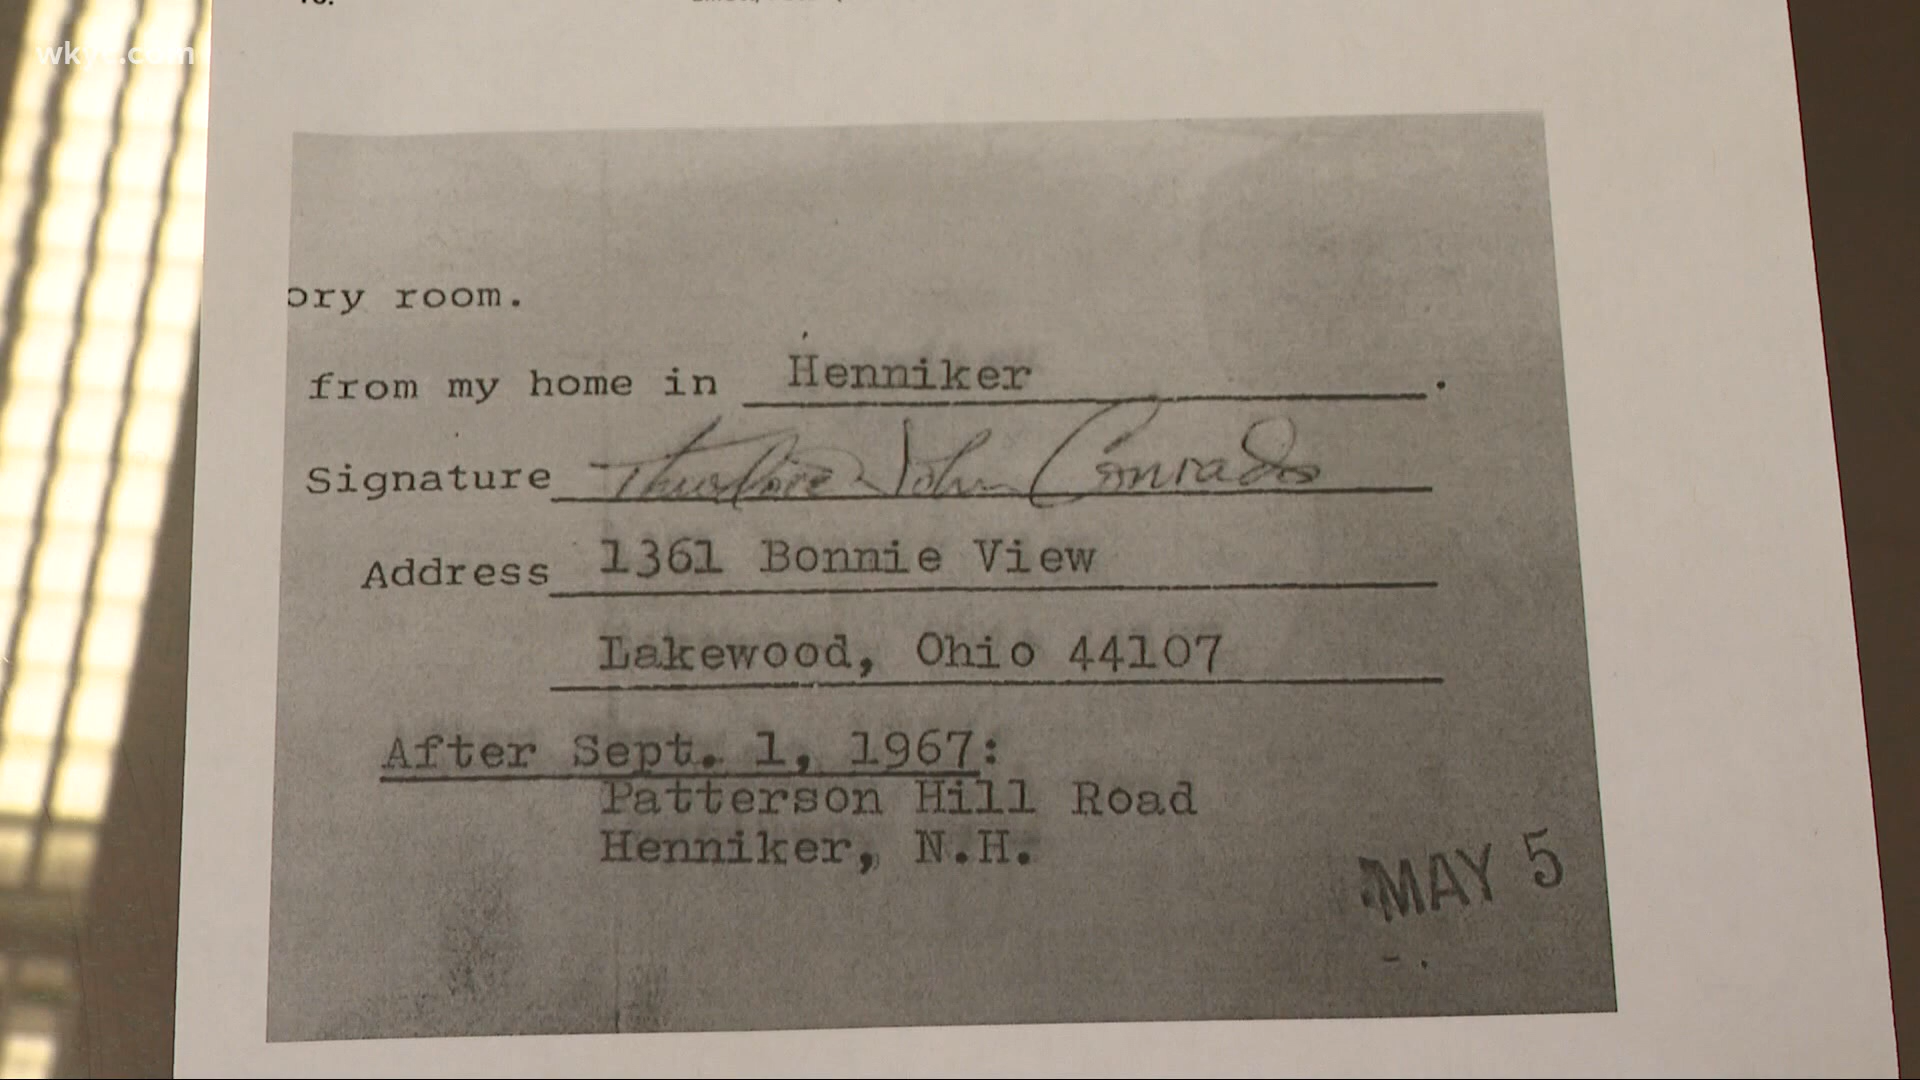 wkyc.com
ory room.
from my home in Henniker.
Signature Theodore John Conrad
Address 1361 Bonnie View
Lakewood, Ohio 44107
After Sept. 1, 1967:
Patterson Hill Road
Henniker, N.H.
MAY 5